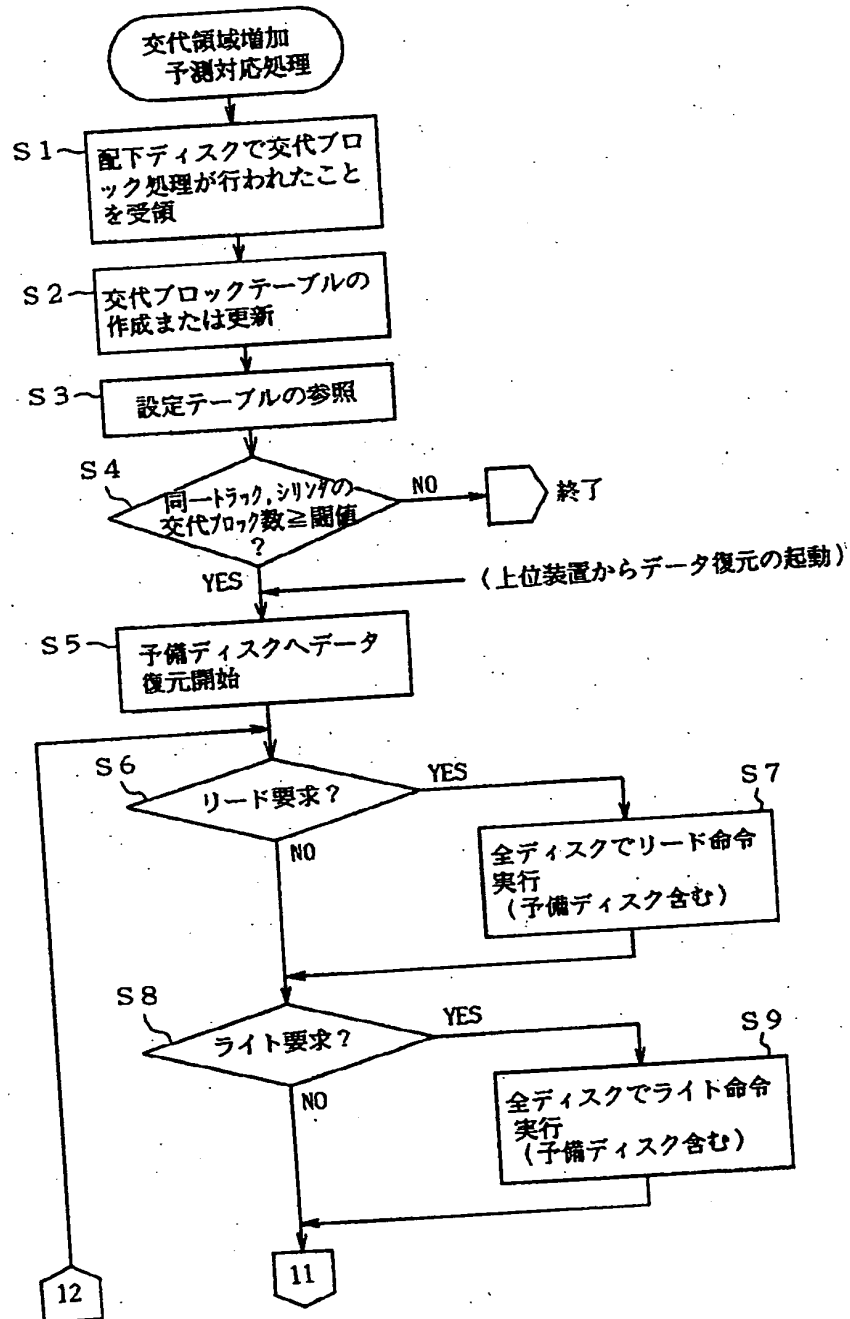 交代領域増加
予測対応処理
S1
配下ディスクで交代ブロ
ック処理が行われたこと
を受領
S2
交代ブロックテーブルの
作成または更新
S3
設定テーブルの参照
S4
同一トラック,シリンダの
交代ブロック数≧閾値
?
NO
終了
YES
(上位装置からデータ復元の起動)
S5
予備ディスクへデータ
復元開始
S6
リード要求?
YES
S7
NO
全ディスクでリード命令
実行
(予備ディスク含む)
S8
ライト要求?
YES
S9
NO
全ディスクでライト命令
実行
(予備ディスク含む)
11
12